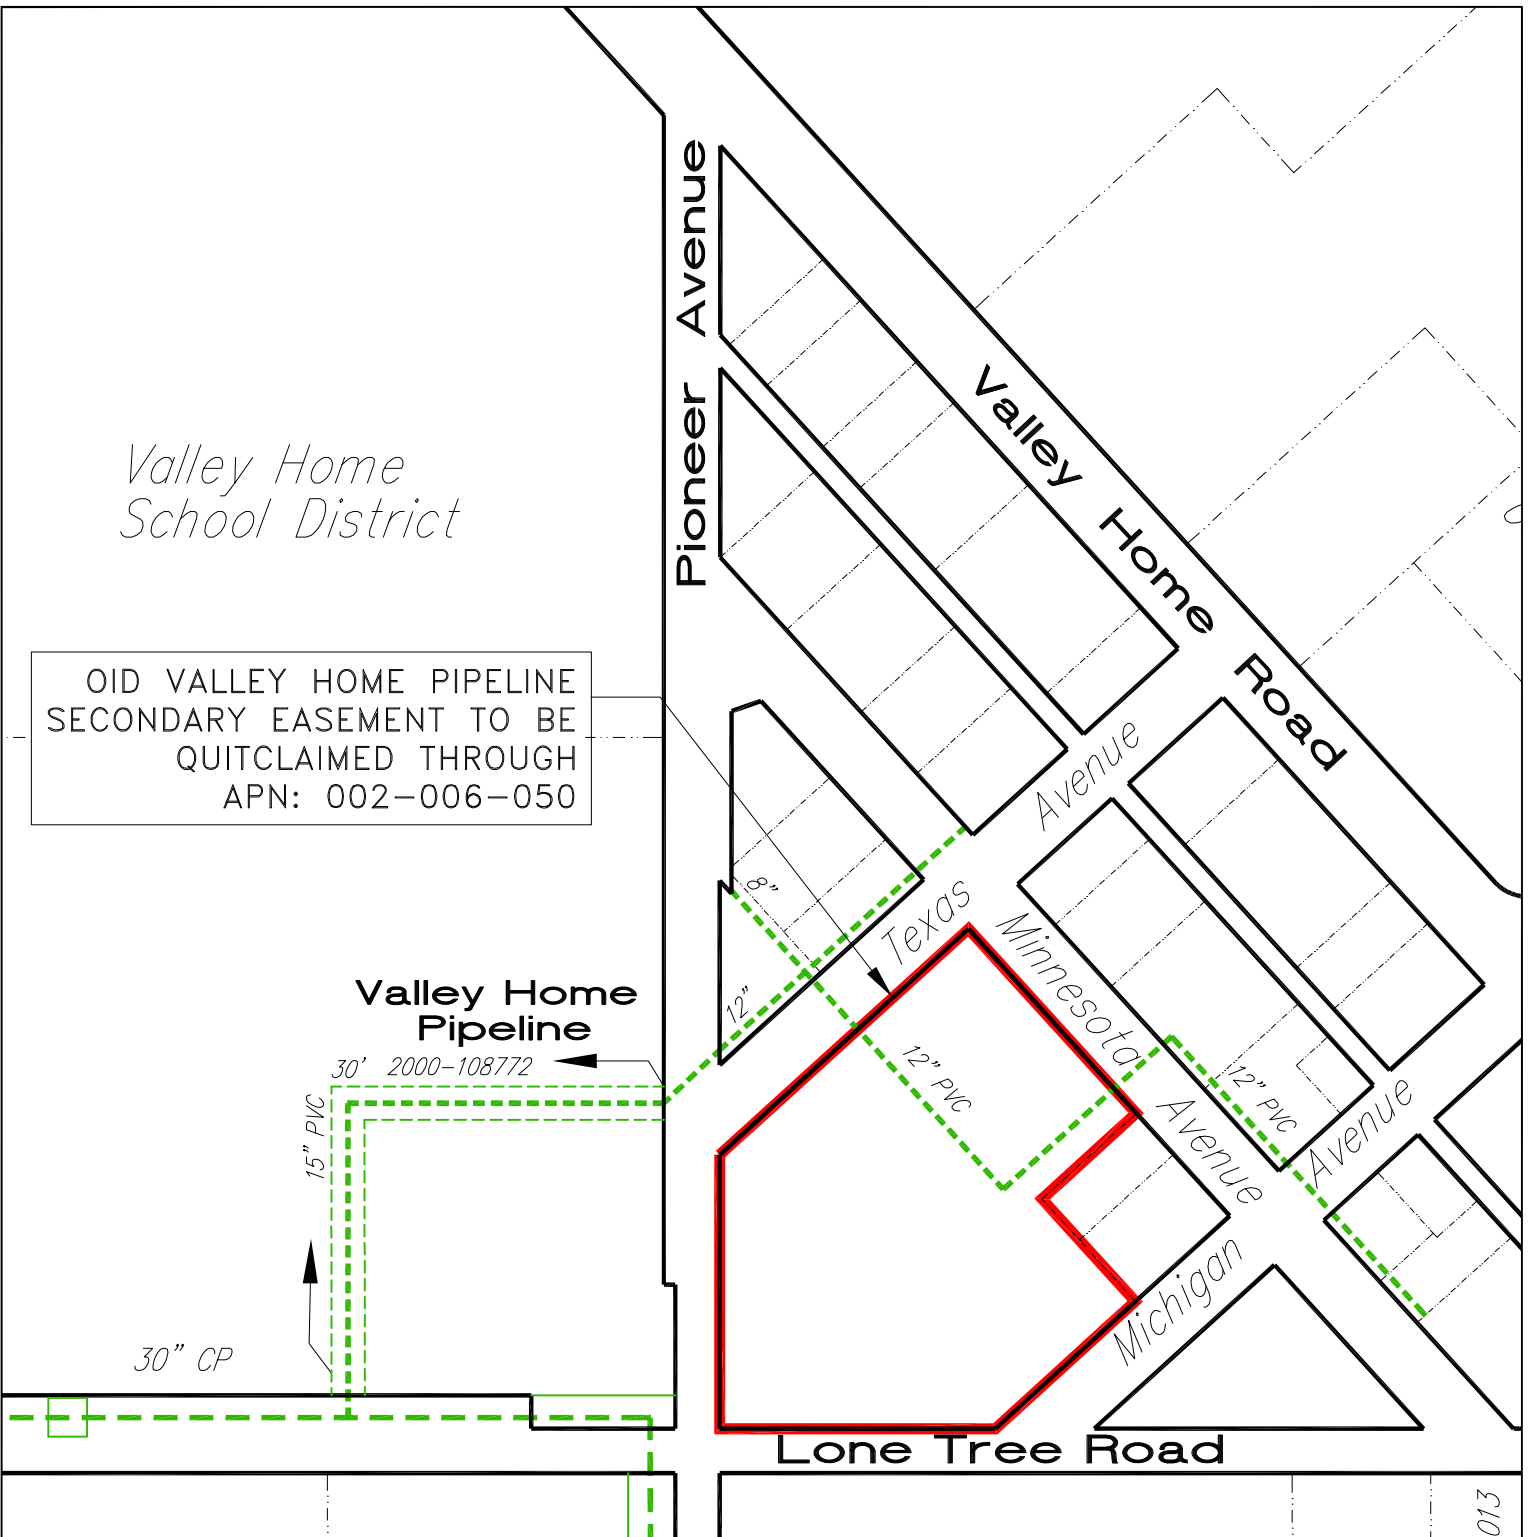 Pioneer Avenue
Valley Home Road
Valley Home
School District
OID VALLEY HOME PIPELINE
SECONDARY EASEMENT TO BE
QUITCLAIMED THROUGH
APN: 002-006-050
Texas Avenue
8"
12"
Minnesota Avenue
Valley Home
Pipeline
30' 2000-108772
15" PVC
12" PVC
12" PVC
Michigan Avenue
30" CP
Lone Tree Road
013